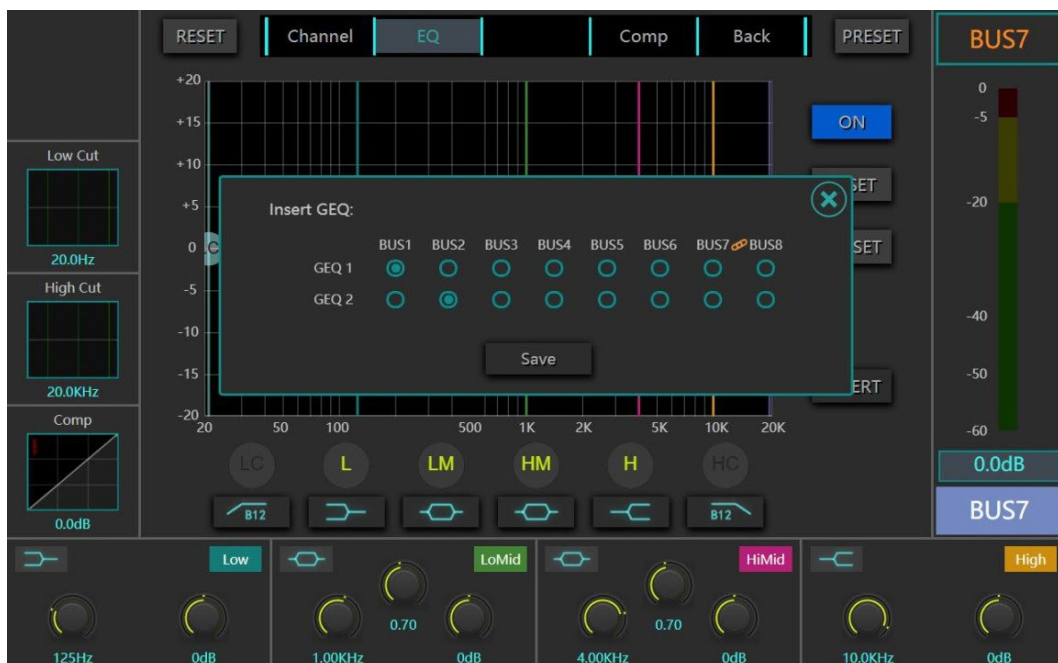 RESET Channel EQ Comp Back PRESET BUS7
+20
+15
+10
+5
0
-5
-10
-15
-20
20 50 100 500 1K 2K 5K 10K 20K
ON
SET
SET
ERT
Low Cut
20.0Hz
High Cut
20.0KHz
Comp
0.0dB
Insert GEQ:
BUS1 BUS2 BUS3 BUS4 BUS5 BUS6 BUS7 BUS8
GEQ 1
GEQ 2
Save
C
LC L LM HM H HC
B12 B12
0
-5
-20
-40
-50
-60
0.0dB
BUS7
Low
125Hz 0dB
LoMid
0.70
1.00KHz 0dB
HiMid
0.70
4.00KHz 0dB
High
10.0KHz 0dB